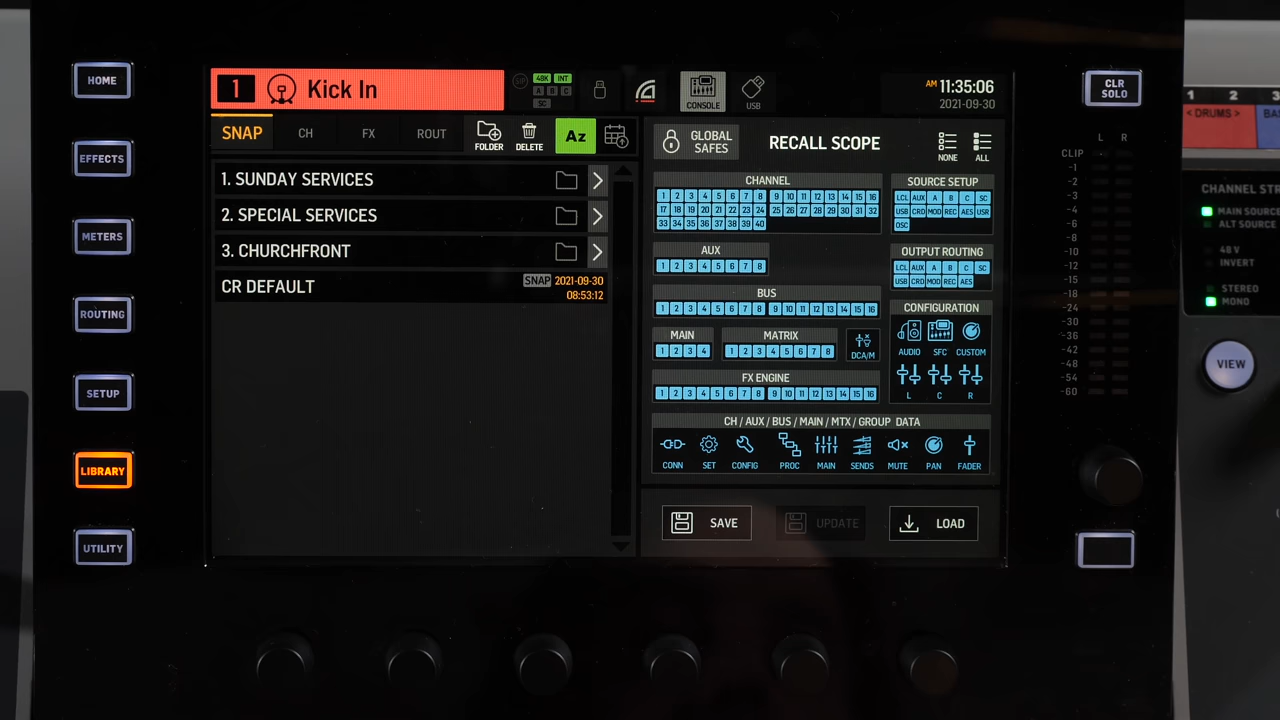 HOME
EFFECTS
METERS
ROUTING
SETUP
LIBRARY
UTILITY
1 Kick In
48K INT
A B C
SC
CONSOLE
USB
AM 11:35:06
2021-09-30
SNAP CH FX ROUT
FOLDER DELETE Az
1. SUNDAY SERVICES
2. SPECIAL SERVICES
3. CHURCHFRONT
CR DEFAULT SNAP 2021-09-30
08:53:12
GLOBAL
SAFES
RECALL SCOPE
NONE ALL
CHANNEL
1 2 3 4 5 6 7 8 9 10 11 12 13 14 15 16
17 18 19 20 21 22 23 24 25 26 27 28 29 30 31 32
33 34 35 36 37 38 39 40
SOURCE SETUP
LCL AUX A B C SC
USB CRD MOD REC AES USR
OSC
AUX
1 2 3 4 5 6 7 8
OUTPUT ROUTING
LCL AUX A B C SC
USB CRD MOD REC AES
BUS
1 2 3 4 5 6 7 8 9 10 11 12 13 14 15 16
CONFIGURATION
AUDIO SFC CUSTOM
L C R
MAIN
1 2 3 4
MATRIX
1 2 3 4 5 6 7 8
DCA/M
FX ENGINE
1 2 3 4 5 6 7 8 9 10 11 12 13 14 15 16
CH / AUX / BUS / MAIN / MTX / GROUP DATA
CONN SET CONFIG PROC MAIN SENDS MUTE PAN FADER
SAVE UPDATE LOAD
CLR
SOLO
L R
CLIP
-1
-2
-3
-4
-6
-8
-10
-12
-15
-18
-24
-30
-36
-42
-48
-54
-60
1 2 3
< DRUMS >
CHANNEL
MAIN SOURCE
ALT SOURCE
48 V
INVERT
STEREO
MONO
VIEW